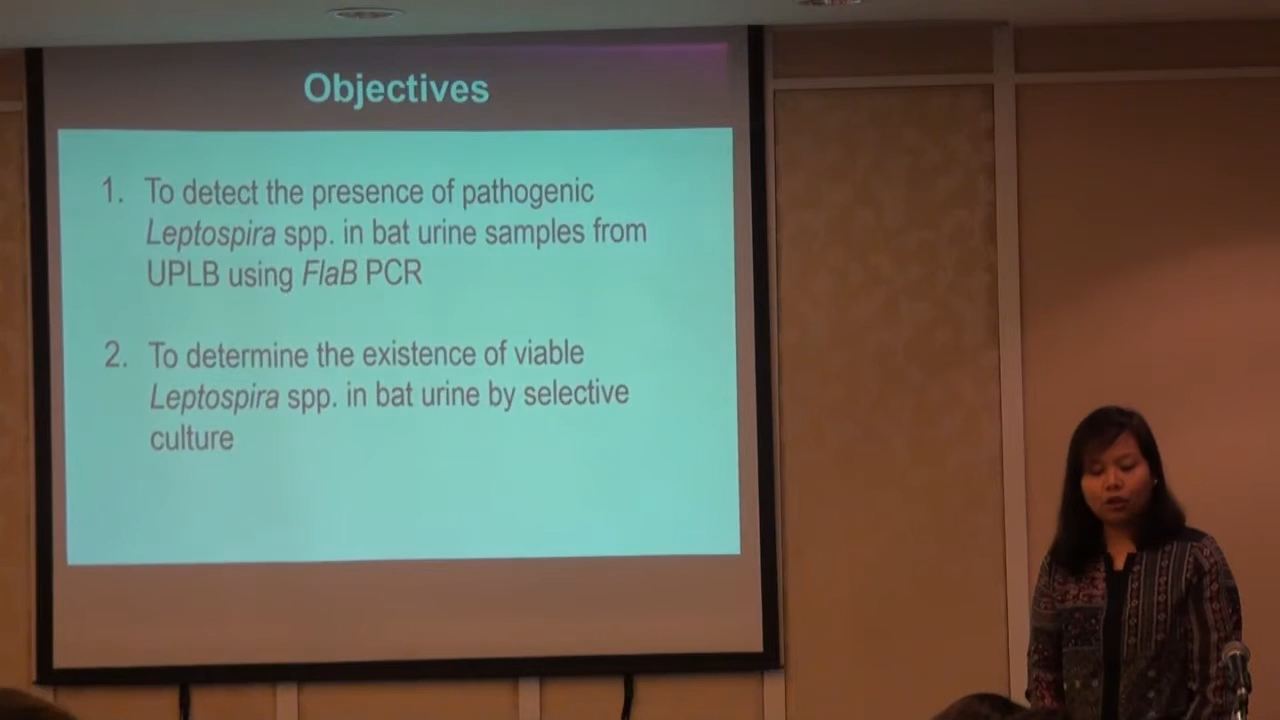 Objectives
1. To detect the presence of pathogenic
Leptospira spp. in bat urine samples from
UPLB using FlaB PCR
2. To determine the existence of viable
Leptospira spp. in bat urine by selective
culture